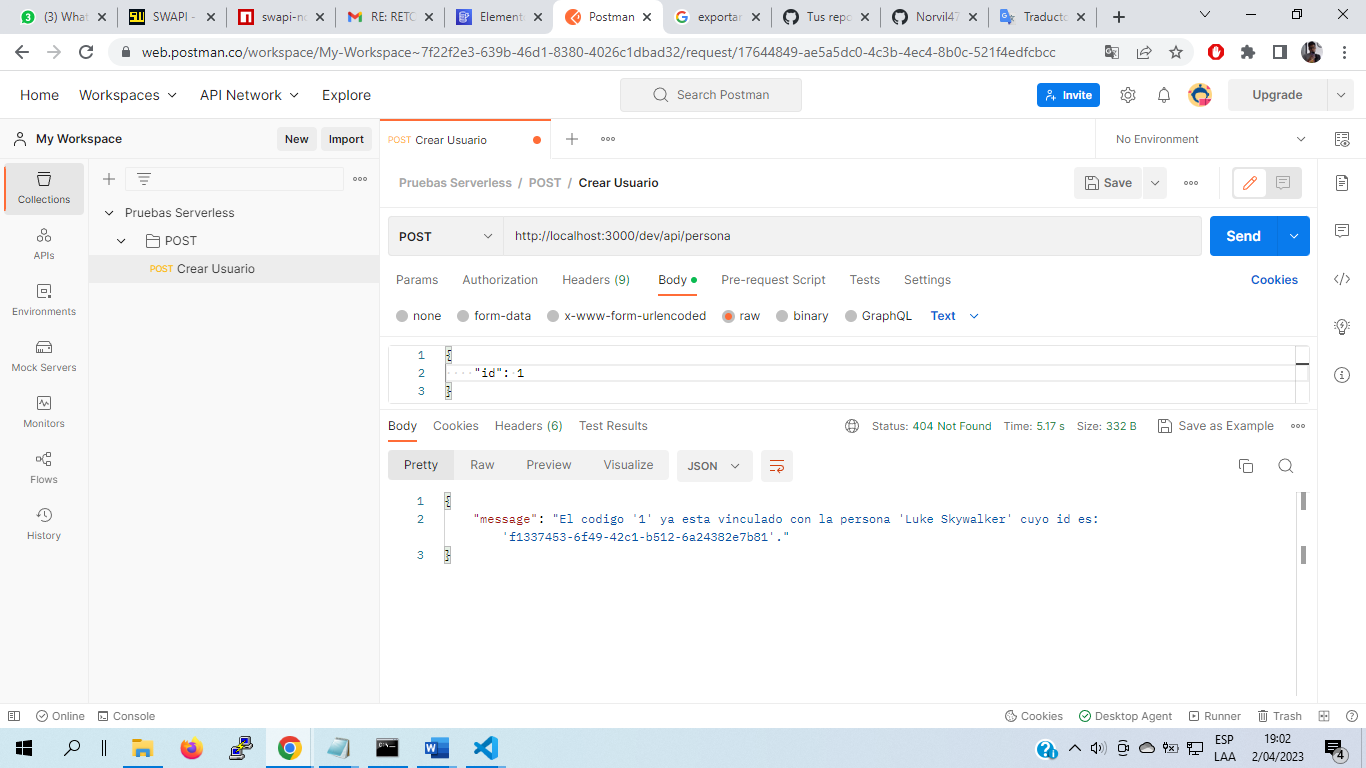 (3) What
SWAPI -
swapi-no
RE: RETO
Elemento
Postman
exportar
Tus repo
Norvil47
Traducto
web.postman.co/workspace/My-Workspace~7f22f2e3-639b-46d1-8380-4026c1dbad32/request/17644849-ae5a5dc0-4c3b-4ec4-8b0c-521f4edfcbcc
Home Workspaces API Network Explore Search Postman Invite Upgrade
My Workspace New Import
POST Crear Usuario No Environment
Collections
APIs
Environments
Mock Servers
Monitors
Flows
History
Pruebas Serverless
POST
POST Crear Usuario
Pruebas Serverless / POST / Crear Usuario Save
POST http://localhost:3000/dev/api/persona Send
Params Authorization Headers (9) Body Pre-request Script Tests Settings Cookies
none form-data x-www-form-urlencoded raw binary GraphQL Text
1 {
2 "id": 1
3 }
Body Cookies Headers (6) Test Results Status: 404 Not Found Time: 5.17 s Size: 332 B Save as Example
Pretty Raw Preview Visualize JSON
1 {
2 "message": "El codigo '1' ya esta vinculado con la persona 'Luke Skywalker' cuyo id es:
'f1337453-6f49-42c1-b512-6a24382e7b81'."
3 }
Online Console Cookies Desktop Agent Runner Trash
ESP
LAA
19:02
2/04/2023
4